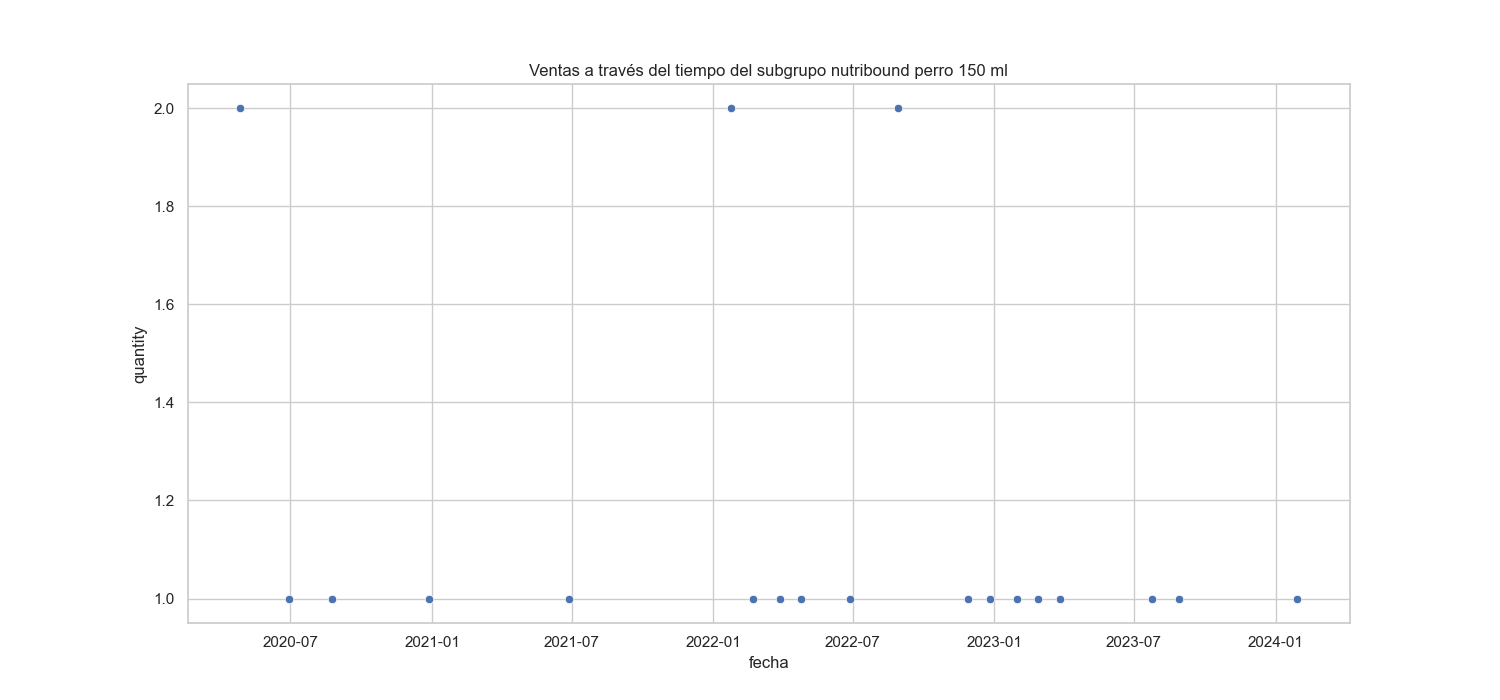 Ventas a través del tiempo del subgrupo nutribound perro 150 ml
2.0
1.8
1.6
1.4
1.2
1.0
quantity
2020-07 2021-01 2021-07 2022-01 2022-07 2023-01 2023-07 2024-01
fecha